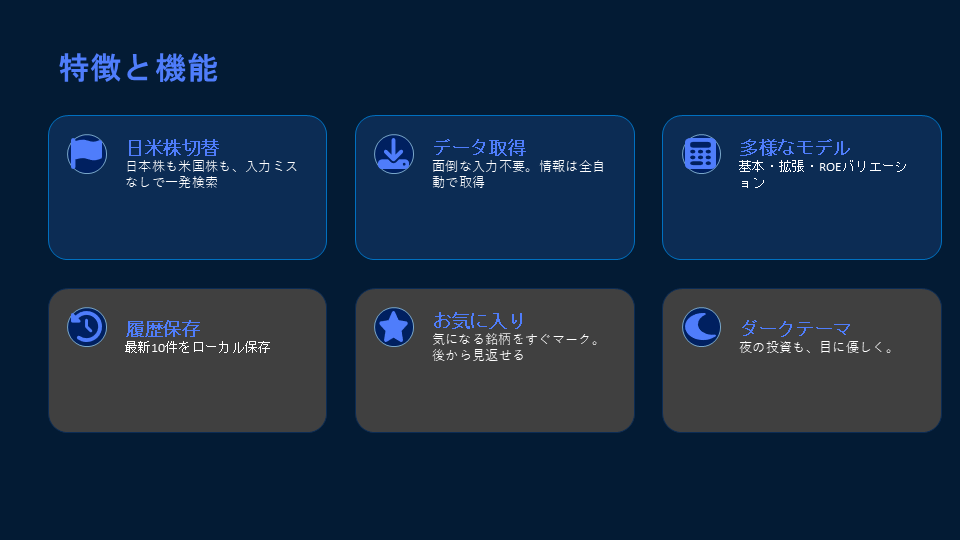 特徴と機能
日米株切替
日本株も米国株も、入力ミス
なしで一発検索
データ取得
面倒な入力不要。情報は全自
動で取得
多様なモデル
基本・拡張・ROEバリエーシ
ョン
履歴保存
最新10件をローカル保存
お気に入り
気になる銘柄をすぐマーク。
後から見返せる
ダークテーマ
夜の投資も、目に優しく。